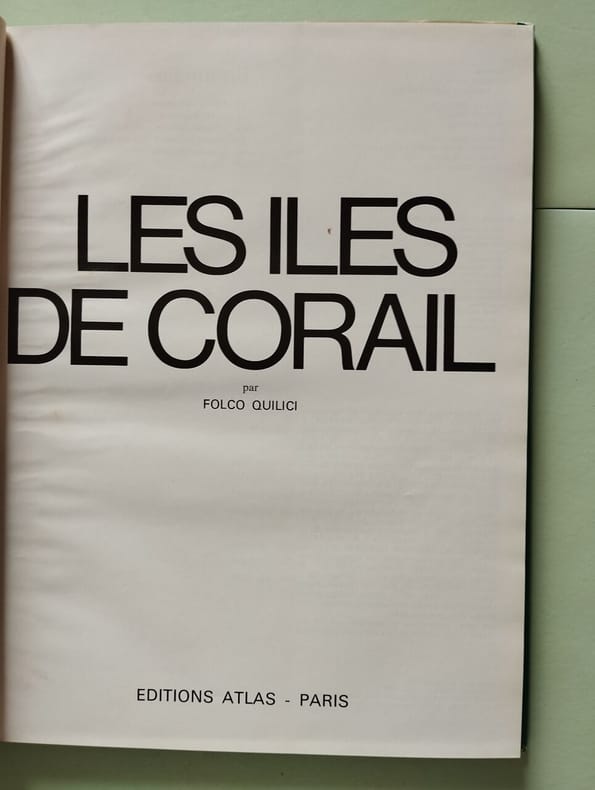 LES ILES
DE CORAIL
par
FOLCO QUILICI
EDITIONS ATLAS - PARIS